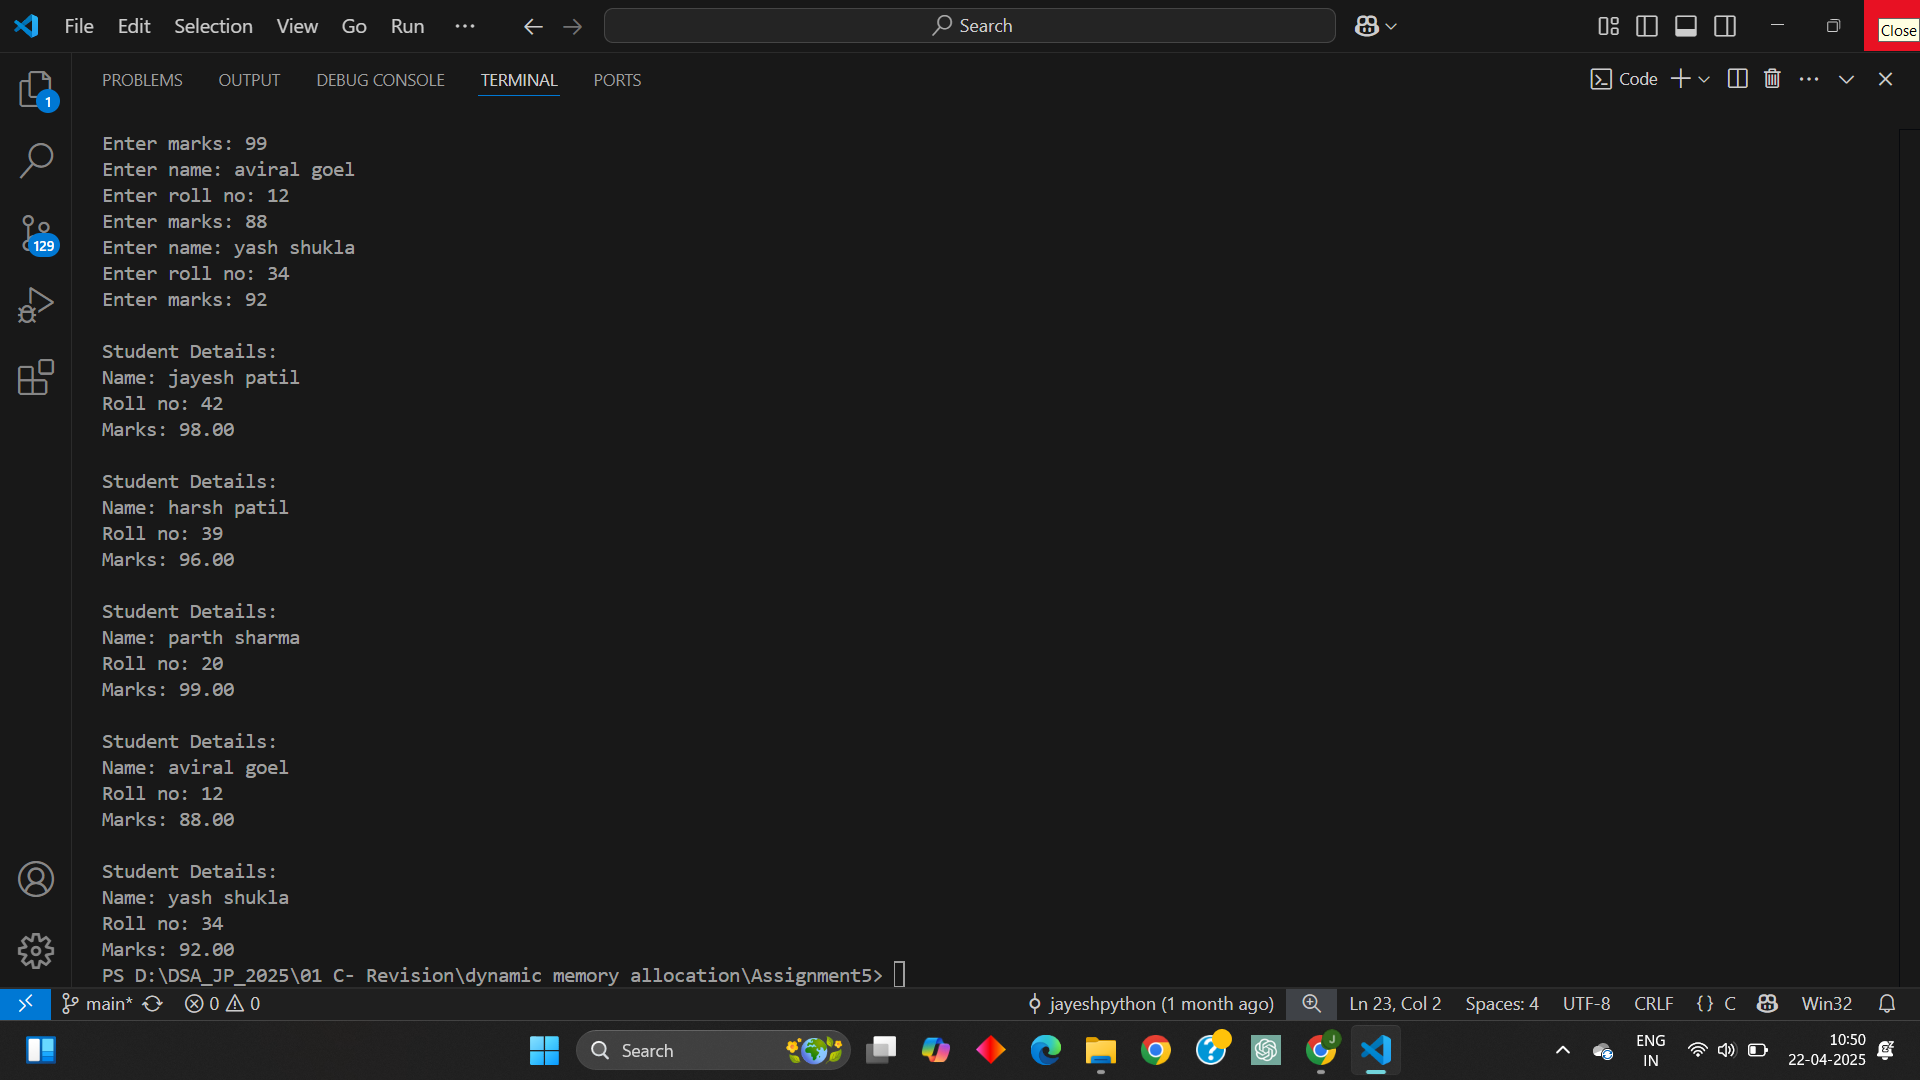 File Edit Selection View Go Run ··· Search
Close
PROBLEMS OUTPUT DEBUG CONSOLE TERMINAL PORTS Code
1
129
Enter marks: 99
Enter name: aviral goel
Enter roll no: 12
Enter marks: 88
Enter name: yash shukla
Enter roll no: 34
Enter marks: 92
Student Details:
Name: jayesh patil
Roll no: 42
Marks: 98.00
Student Details:
Name: harsh patil
Roll no: 39
Marks: 96.00
Student Details:
Name: parth sharma
Roll no: 20
Marks: 99.00
Student Details:
Name: aviral goel
Roll no: 12
Marks: 88.00
Student Details:
Name: yash shukla
Roll no: 34
Marks: 92.00
PS D:\DSA_JP_2025\01 C- Revision\dynamic memory allocation\Assignment5>
main* 0 0 jayeshpython (1 month ago) Ln 23, Col 2 Spaces: 4 UTF-8 CRLF {} C Win32
Search J ENG 10:50
IN 22-04-2025